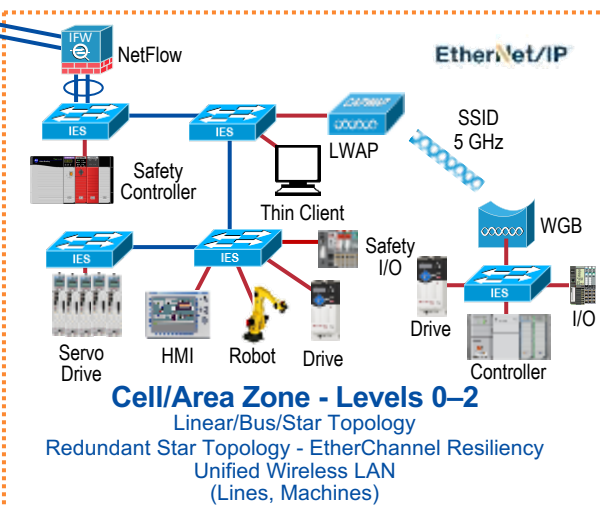 IFW
NetFlow
EtherNet/IP
IES
IES
CAPWAP
LWAP
SSID
5 GHz
Safety
Controller
Thin Client
WGB
IES
IES
Safety
I/O
IES
Drive
I/O
Servo
Drive
HMI
Robot
Drive
Controller
Cell/Area Zone - Levels 0–2
Linear/Bus/Star Topology
Redundant Star Topology - EtherChannel Resiliency
Unified Wireless LAN
(Lines, Machines)